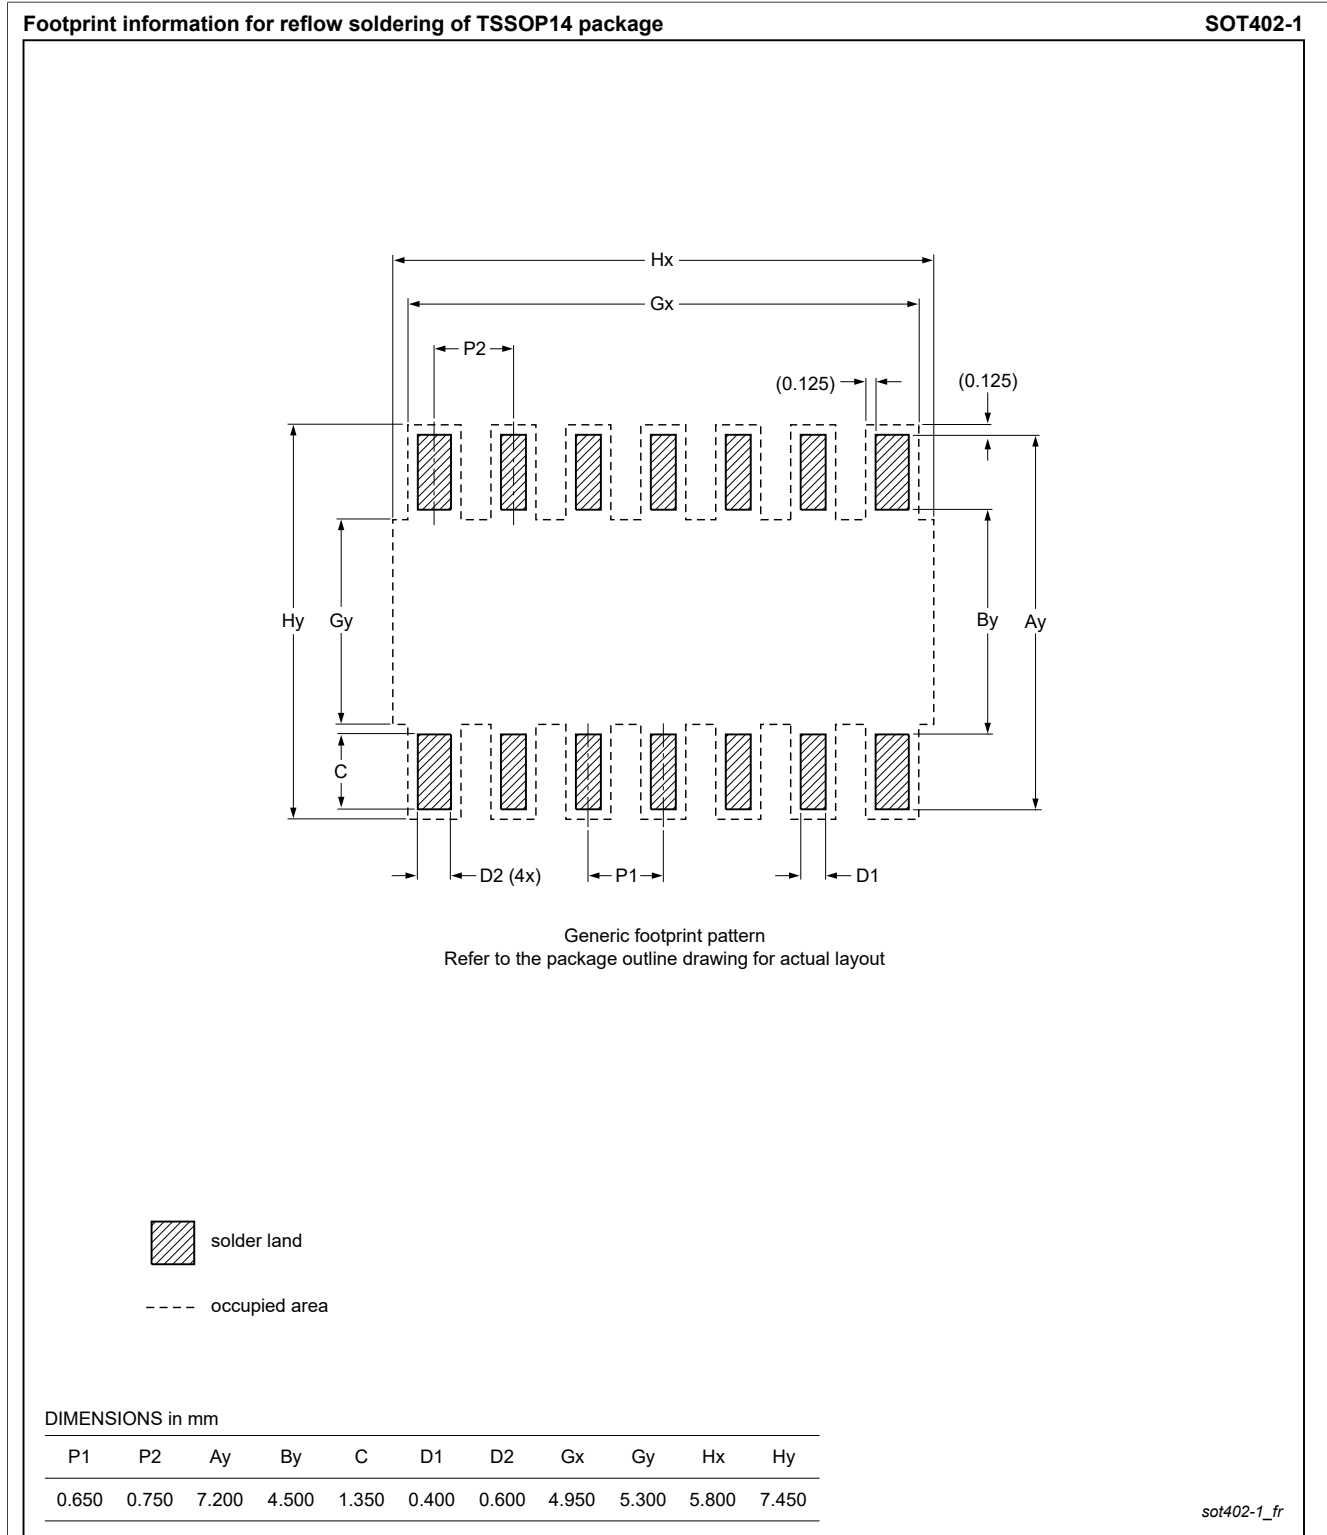 Footprint information for reflow soldering of TSSOP14 package SOT402-1
Hx
Gx
P2
(0.125)
(0.125)
Hy
Gy
By
Ay
C
D2 (4x)
P1
D1
Generic footprint pattern
Refer to the package outline drawing for actual layout
solder land
occupied area
DIMENSIONS in mm
P1 P2 Ay By C D1 D2 Gx Gy Hx Hy
0.650 0.750 7.200 4.500 1.350 0.400 0.600 4.950 5.300 5.800 7.450
sot402-1_fr